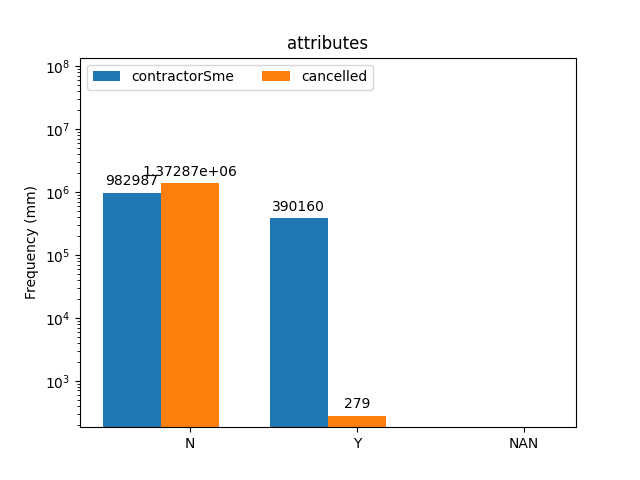 attributes
contractorSme cancelled
Frequency (mm)
10^8
10^7
10^6
10^5
10^4
10^3
982987
1.37287e+06
390160
279
N Y NAN